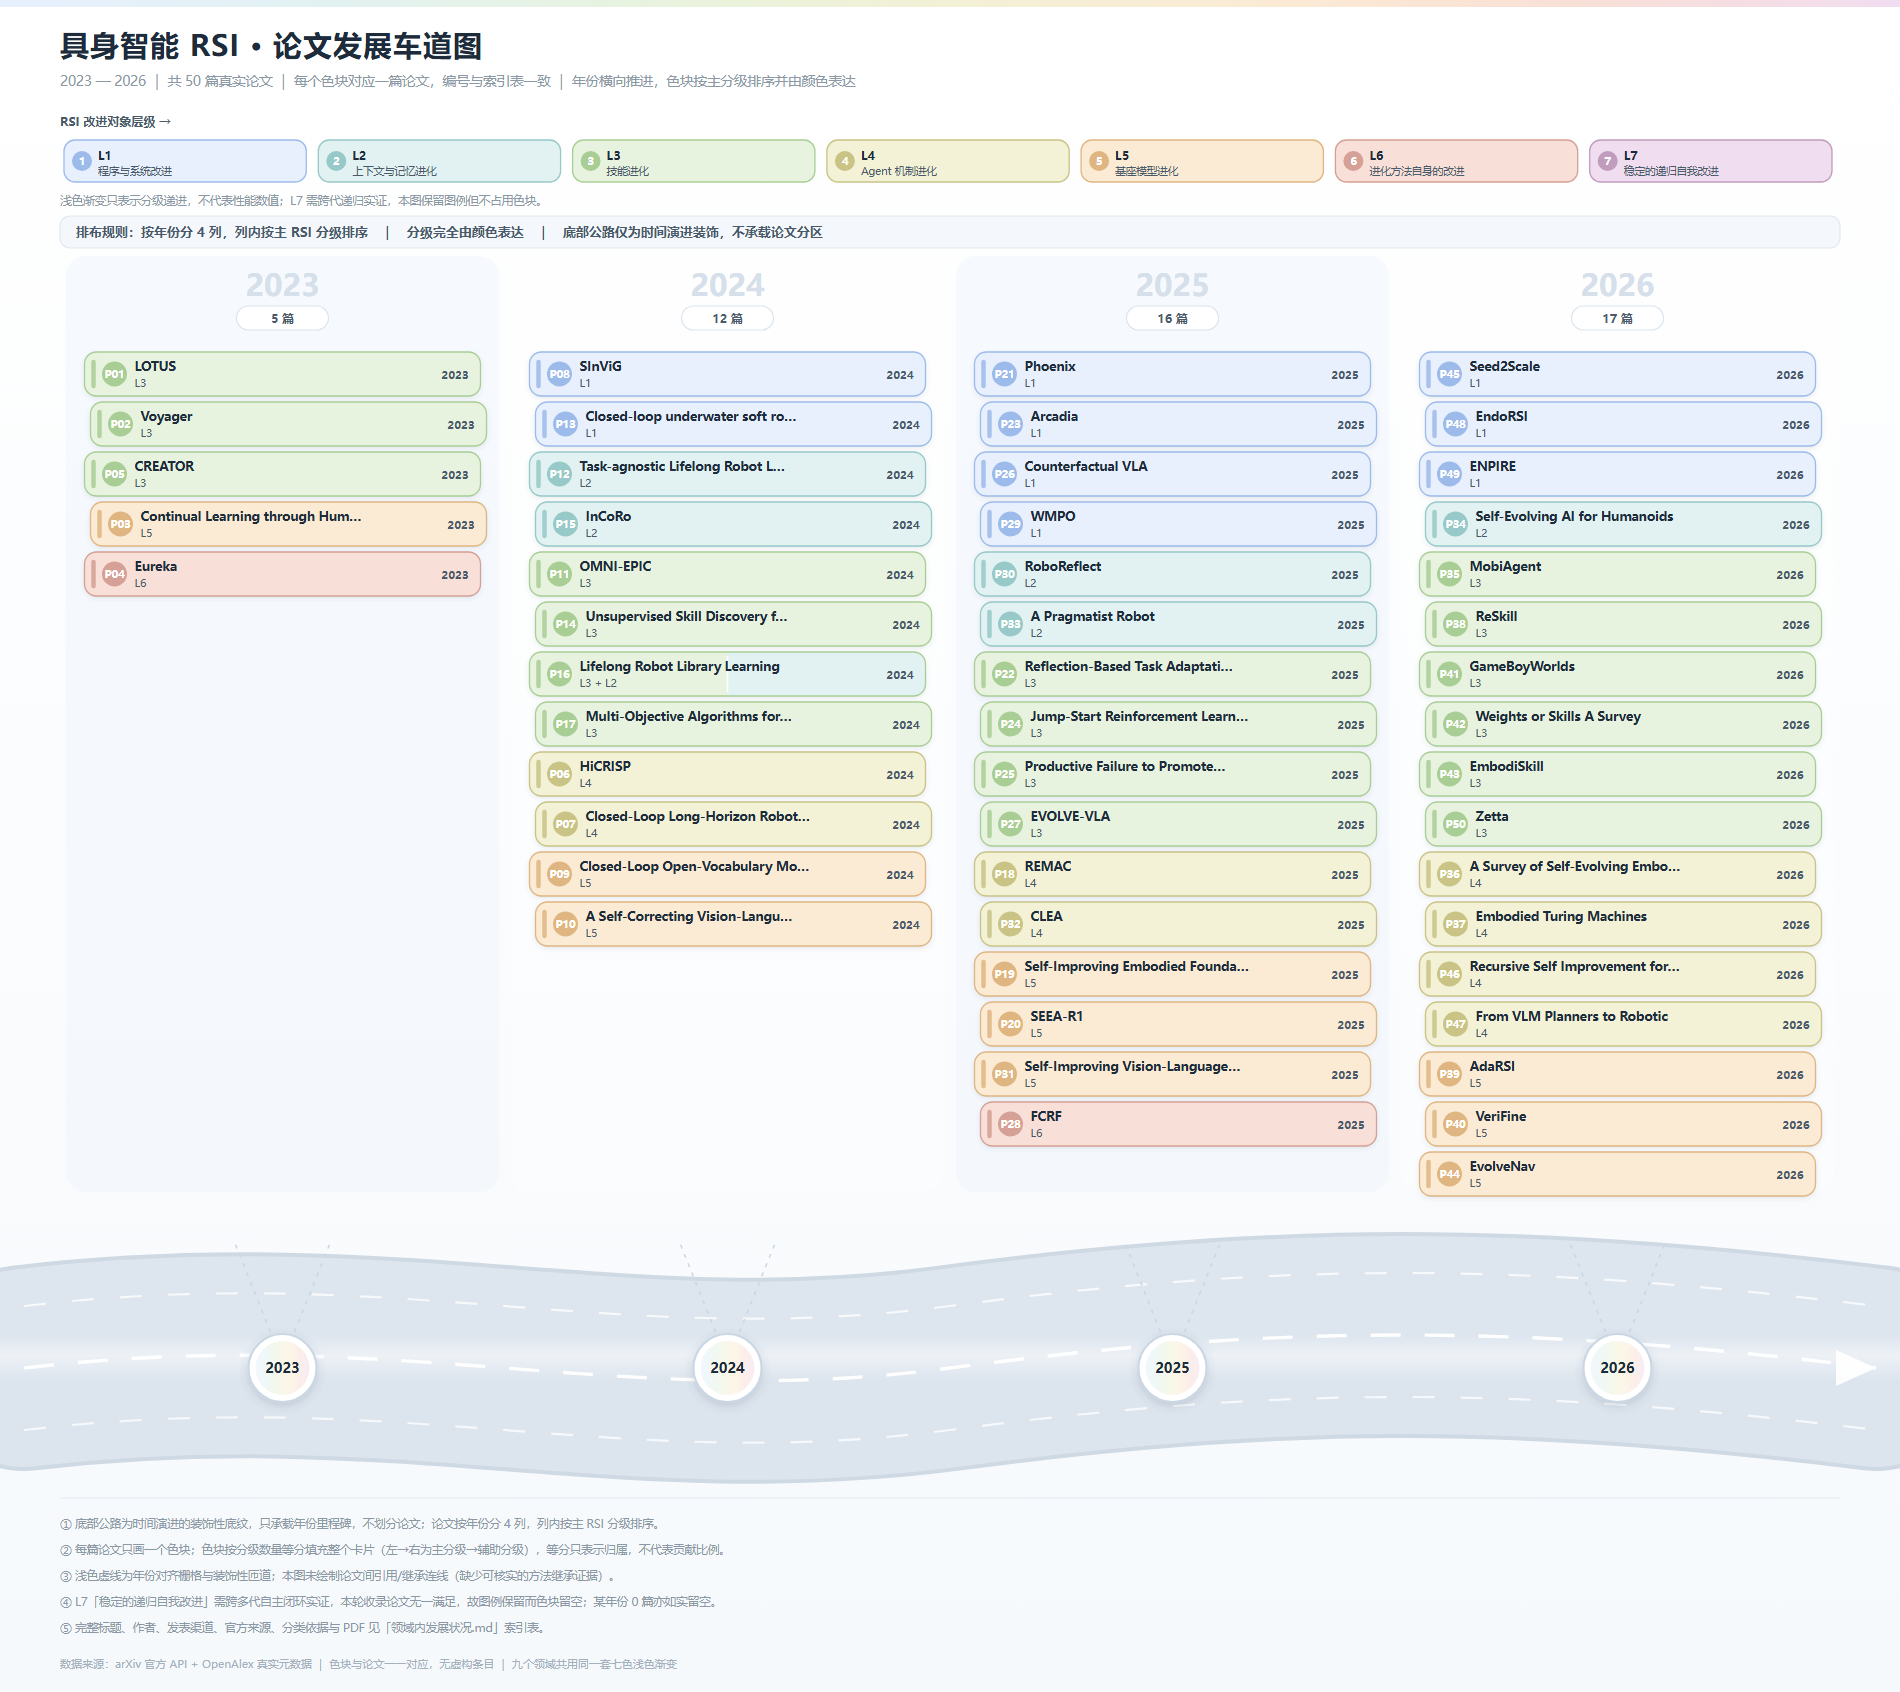 具身智能 RSI · 论文发展车道图
2023 — 2026 | 共 50 篇真实论文 | 每个色块对应一篇论文，编号与索引表一致 | 年份横向推进，色块按主分级排序并由颜色表达
RSI 改进对象层级 →
1 L1 程序与系统改进
2 L2 上下文与记忆进化
3 L3 技能进化
4 L4 Agent 机制进化
5 L5 基座模型进化
6 L6 进化方法自身的改进
7 L7 稳定的递归自我改进
浅色渐变只表示分级递进，不代表性能数值；L7 需跨代递归实证，本图保留图例但不占用色块。
排布规则：按年份分 4 列，列内按主 RSI 分级排序 | 分级完全由颜色表达 | 底部公路仅为时间演进装饰，不承载论文分区
2023
5 篇
P01 LOTUS 2023
L3
P02 Voyager 2023
L3
P05 CREATOR 2023
L3
P03 Continual Learning through Hum... 2023
L5
P04 Eureka 2023
L6
2024
12 篇
P08 SInViG 2024
L1
P13 Closed-loop underwater soft ro... 2024
L1
P12 Task-agnostic Lifelong Robot L... 2024
L2
P15 InCoRo 2024
L2
P11 OMNI-EPIC 2024
L3
P14 Unsupervised Skill Discovery f... 2024
L3
P16 Lifelong Robot Library Learning 2024
L3 + L2
P17 Multi-Objective Algorithms for... 2024
L3
P06 HiCRISP 2024
L4
P07 Closed-Loop Long-Horizon Robot... 2024
L4
P09 Closed-Loop Open-Vocabulary Mo... 2024
L5
P10 A Self-Correcting Vision-Langu... 2024
L5
2025
16 篇
P21 Phoenix 2025
L1
P23 Arcadia 2025
L1
P26 Counterfactual VLA 2025
L1
P29 WMPO 2025
L1
P30 RoboReflect 2025
L2
P33 A Pragmatist Robot 2025
L2
P22 Reflection-Based Task Adaptati... 2025
L3
P24 Jump-Start Reinforcement Learn... 2025
L3
P25 Productive Failure to Promote... 2025
L3
P27 EVOLVE-VLA 2025
L3
P18 REMAC 2025
L4
P32 CLEA 2025
L4
P19 Self-Improving Embodied Founda... 2025
L5
P20 SEEA-R1 2025
L5
P31 Self-Improving Vision-Language... 2025
L5
P28 FCRF 2025
L6
2026
17 篇
P45 Seed2Scale 2026
L1
P48 EndoRSI 2026
L1
P49 ENPIRE 2026
L1
P34 Self-Evolving AI for Humanoids 2026
L2
P35 MobiAgent 2026
L3
P38 ReSkill 2026
L3
P41 GameBoyWorlds 2026
L3
P42 Weights or Skills A Survey 2026
L3
P43 EmbodiSkill 2026
L3
P50 Zetta 2026
L3
P36 A Survey of Self-Evolving Embo... 2026
L4
P37 Embodied Turing Machines 2026
L4
P46 Recursive Self Improvement for... 2026
L4
P47 From VLM Planners to Robotic 2026
L4
P39 AdaRSI 2026
L5
P40 VeriFine 2026
L5
P44 EvolveNav 2026
L5
2023
2024
2025
2026
① 底部公路为时间演进的装饰性底纹，只承载年份里程碑，不划分论文；论文按年份分 4 列，列内按主 RSI 分级排序。
② 每篇论文只画一个色块；色块按分级数量等分填充整个卡片（左→右为主分级→辅助分级），等分只表示归属，不代表贡献比例。
③ 浅色虚线为年份对齐栅格与装饰性匝道；本图未绘制论文间引用/继承连线（缺少可核实的方法继承证据）。
④ L7「稳定的递归自我改进」需跨多代自主闭环实证，本轮收录论文无一满足，故图例保留而色块留空；某年份 0 篇亦如实留空。
⑤ 完整标题、作者、发表渠道、官方来源、分类依据与 PDF 见「领域内发展状况.md」索引表。
数据来源：arXiv 官方 API + OpenAlex 真实元数据 | 色块与论文一一对应，无虚构条目 | 九个领域共用同一套七色浅色渐变